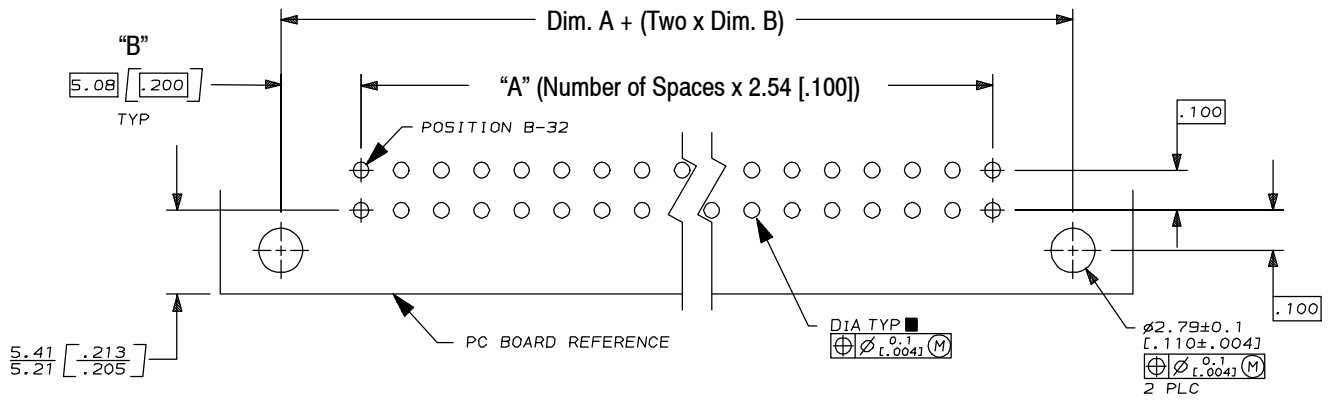 Dim. A + (Two x Dim. B)
“B”
5.08 [.200]
TYP
“A” (Number of Spaces x 2.54 [.100])
.100
POSITION B-32
PC BOARD REFERENCE
DIA TYP ■
⌖ ⌀ 0.1 [.004] Ⓜ
.100
5.41 [.213]
5.21 [.205]
⌀2.79±0.1
[.110±.004]
⌖ ⌀ 0.1 [.004] Ⓜ
2 PLC